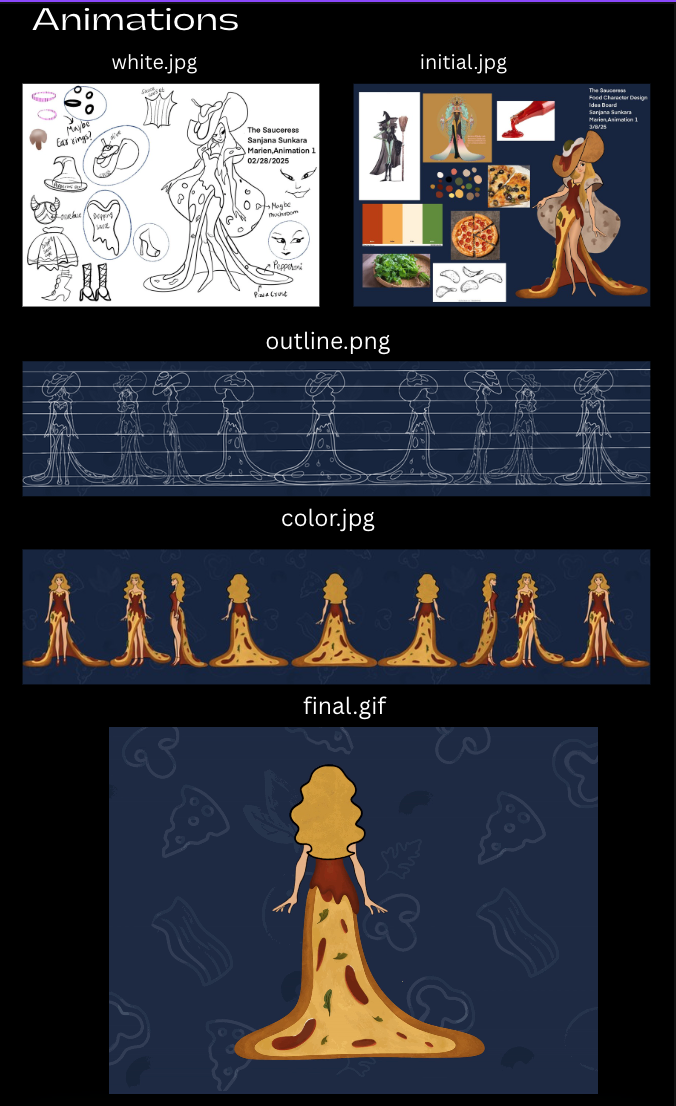 Animations
white.jpg
initial.jpg
Maybe
Ear rings?
The Sauceress
Sanjana Sunkara
Marien,Animation 1
02/28/2025
Maybe
mushroom
Pepperoni
Pizza Crust
The Sauceress
Food Character Design
Idea Board
Sanjana Sunkara
Marien,Animation 1
3/6/25
outline.png
color.jpg
final.gif